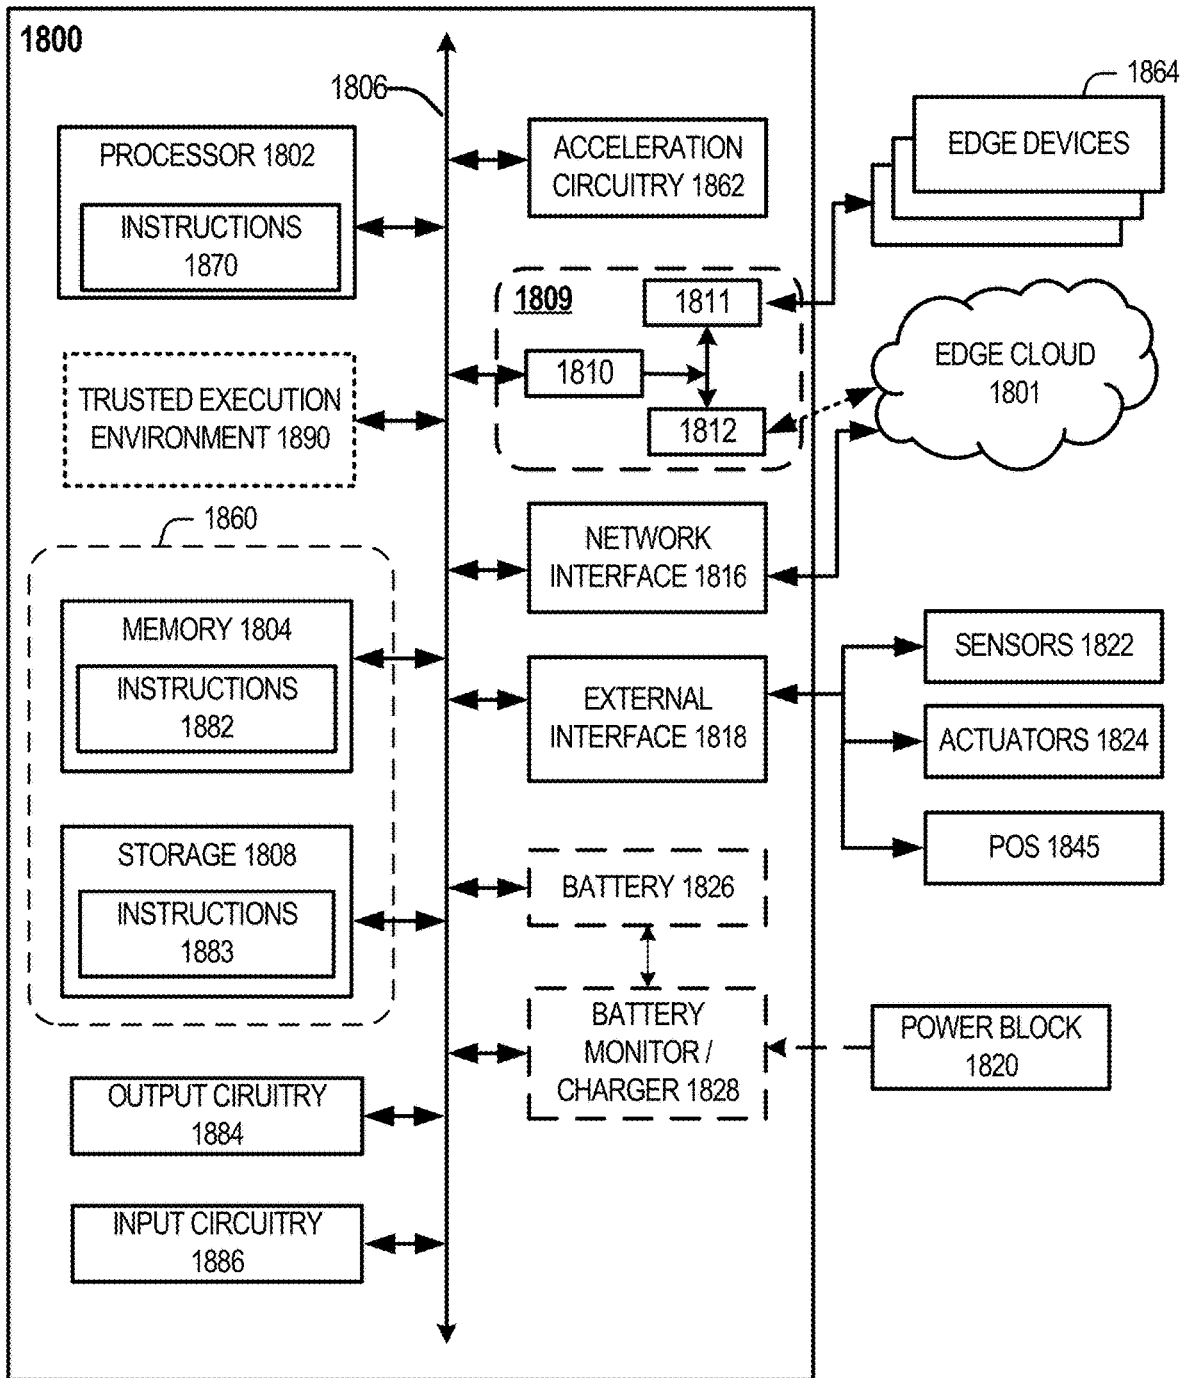 1800
1806
PROCESSOR 1802
INSTRUCTIONS
1870
ACCELERATION
CIRCUITRY 1862
1864
EDGE DEVICES
1809
1811
1810
1812
EDGE CLOUD
1801
TRUSTED EXECUTION
ENVIRONMENT 1890
1860
NETWORK
INTERFACE 1816
MEMORY 1804
INSTRUCTIONS
1882
EXTERNAL
INTERFACE 1818
SENSORS 1822
ACTUATORS 1824
POS 1845
STORAGE 1808
INSTRUCTIONS
1883
BATTERY 1826
BATTERY
MONITOR /
CHARGER 1828
POWER BLOCK
1820
OUTPUT CIRUITRY
1884
INPUT CIRCUITRY
1886